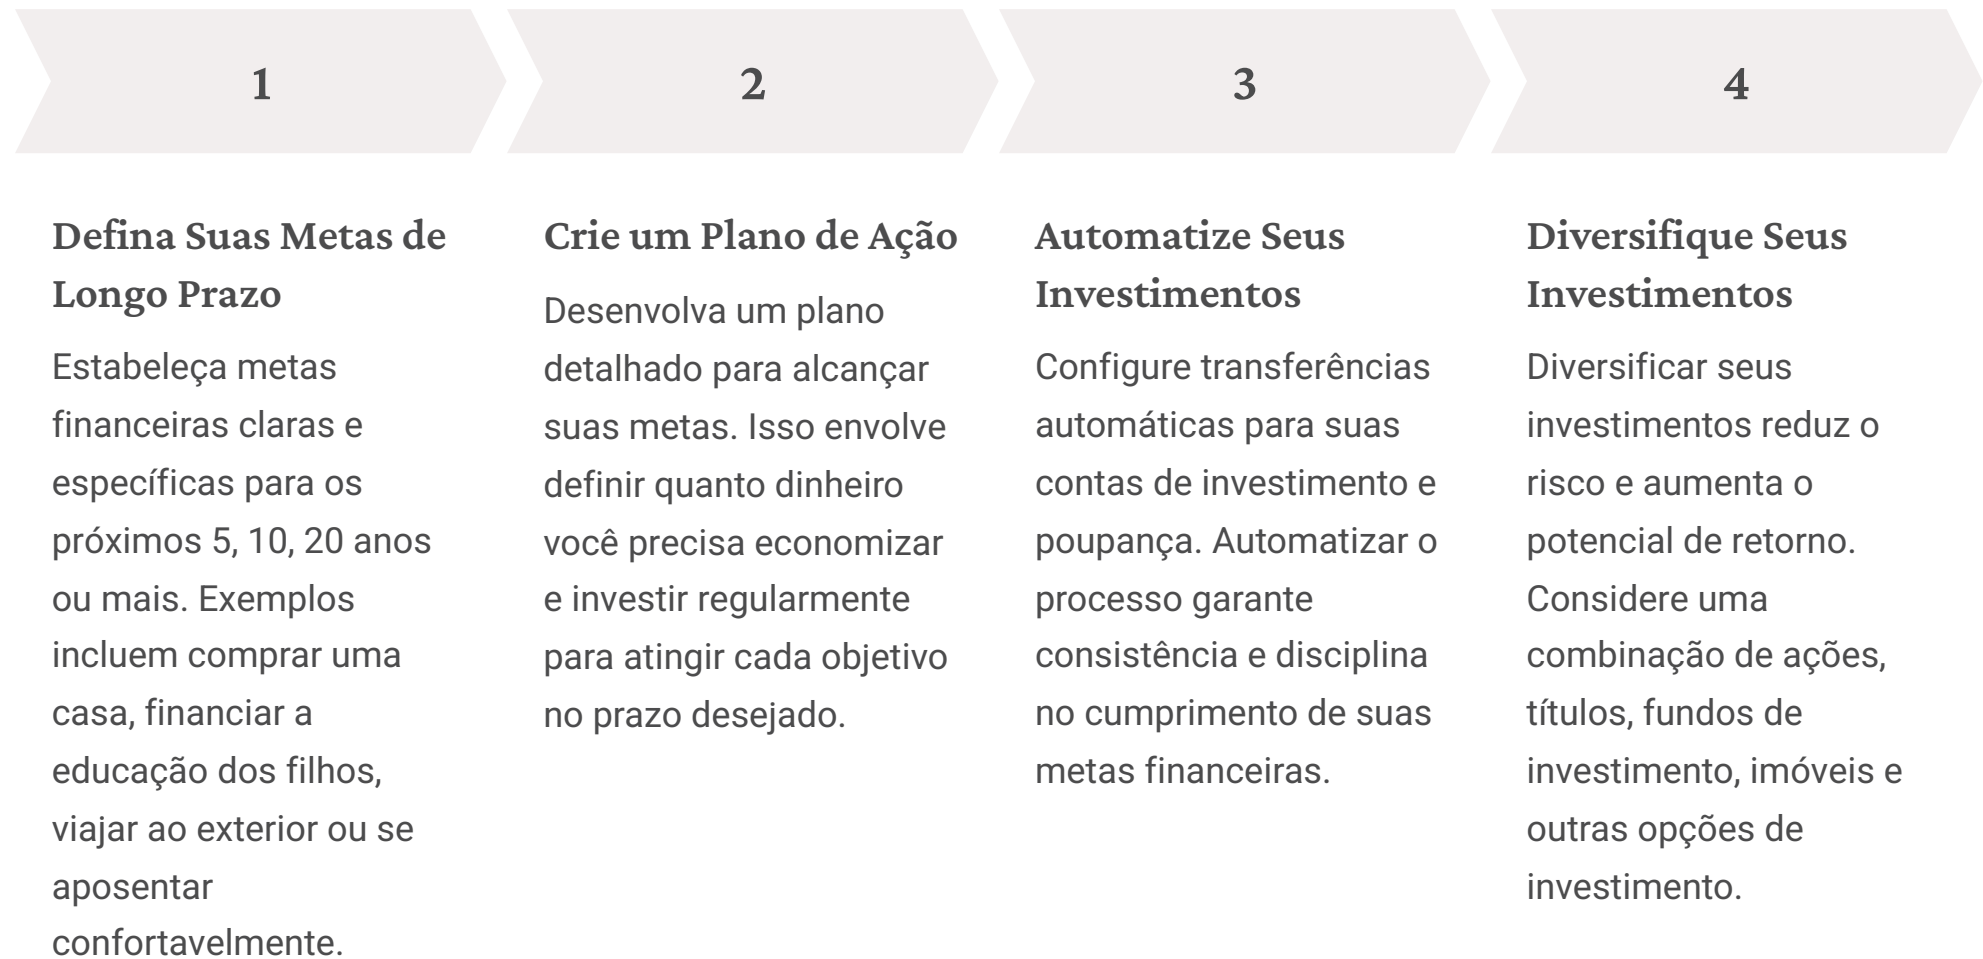 1
Defina Suas Metas de
Longo Prazo
Estabeleça metas
financeiras claras e
específicas para os
próximos 5, 10, 20 anos
ou mais. Exemplos
incluem comprar uma
casa, financiar a
educação dos filhos,
viajar ao exterior ou se
aposentar
confortavelmente.
2
Crie um Plano de Ação
Desenvolva um plano
detalhado para alcançar
suas metas. Isso envolve
definir quanto dinheiro
você precisa economizar
e investir regularmente
para atingir cada objetivo
no prazo desejado.
3
Automatize Seus
Investimentos
Configure transferências
automáticas para suas
contas de investimento e
poupança. Automatizar o
processo garante
consistência e disciplina
no cumprimento de suas
metas financeiras.
4
Diversifique Seus
Investimentos
Diversificar seus
investimentos reduz o
risco e aumenta o
potencial de retorno.
Considere uma
combinação de ações,
títulos, fundos de
investimento, imóveis e
outras opções de
investimento.